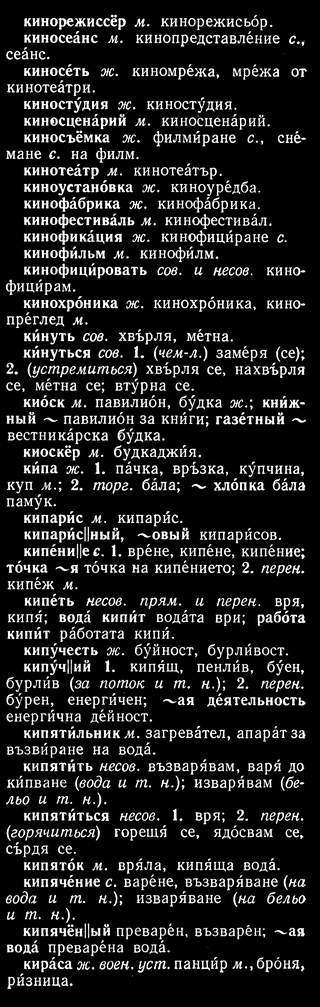 кинорежиссёр м. кинорежисьо́р.
киносеа́нс м. кинопредставле́ние с.,
сеа́нс.
киносе́ть ж. киномре́жа, мре́жа от
кинотеа́три.
киносту́дия ж. киносту́дия.
киносцена́рий м. киносцена́рий.
киносъёмка ж. филми́ране с., сне́-
мане с. на филм.
кинотеа́тр м. кинотеа́тър.
киноустано́вка ж. киноуре́дба.
кинофа́брика ж. кинофа́брика.
кинофестива́ль м. кинофестива́л.
кинофика́ция ж. кинофици́ране с.
кинофи́льм м. кинофи́лм.
кинофици́ровать сов. и несов. кино-
фици́рам.
кинохро́ника ж. кинохро́ника, кино-
пре́глед м.
ки́нуть сов. хвъ́рля, ме́тна.
ки́нуться сов. 1. (чем-л.) заме́ря (се);
2. (устремиться) хвъ́рля се, нахвъ́рля
се, ме́тна се; втУ́рна се.
кио́ск м. павилио́н, бу́дка ж.; кни́ж-
ный ~ павилио́н за кни́ги; газе́тный ~
вестника́рска бу́дка.
киоскёр м. будкаджи́я.
ки́па ж. 1. па́чка, връ́зка, ку́пчина,
куп м.; 2. торг. ба́ла; ~ хло́пка ба́ла
паму́к.
кипари́с м. кипари́с.
кипари́с||ный, ~овый кипари́сов.
кипе́ни||е с. 1. вре́не, кипе́не, кипе́ние;
то́чка ~я то́чка на кипе́нието; 2. перен.
кипе́ж м.
кипе́ть несов. прям. и перен. вря,
кипя́; вода́ кипи́т вода́та ври; рабо́та
кипи́т ра́ботата кипи́.
кипу́честь ж. бу́йност, бурли́вост.
кипу́ч||ий 1. кипя́щ, пенли́в, бу́ен,
бурли́в (за поток и т. н.); 2. перен.
бу́рен, енерги́чен; ~ая де́ятельность
енерги́чна де́йност.
кипяти́льник м. загрева́тел, апара́т за
възви́ране на вода́.
кипяти́ть несов. възваря́вам, варя́ до
ки́пване (вода и т. н.); изваря́вам (бе-
льо и т. н.).
кипяти́ться несов. 1. вря; 2. перен.
(горячиться) горещя́ се, ядо́свам се,
съ́рдя се.
кипято́к м. вря́ла, кипя́ща вода́.
кипяче́ние с. варе́не, възваря́ване (на
вода и т. н.); изваря́ване (на бельо
и т. н.).
кипячён||ый преваре́н, възваре́н; ~ая
вода́ преваре́на вода́.
кира́са ж. воен. уст. панци́р м., бро́ня,
ри́зница.